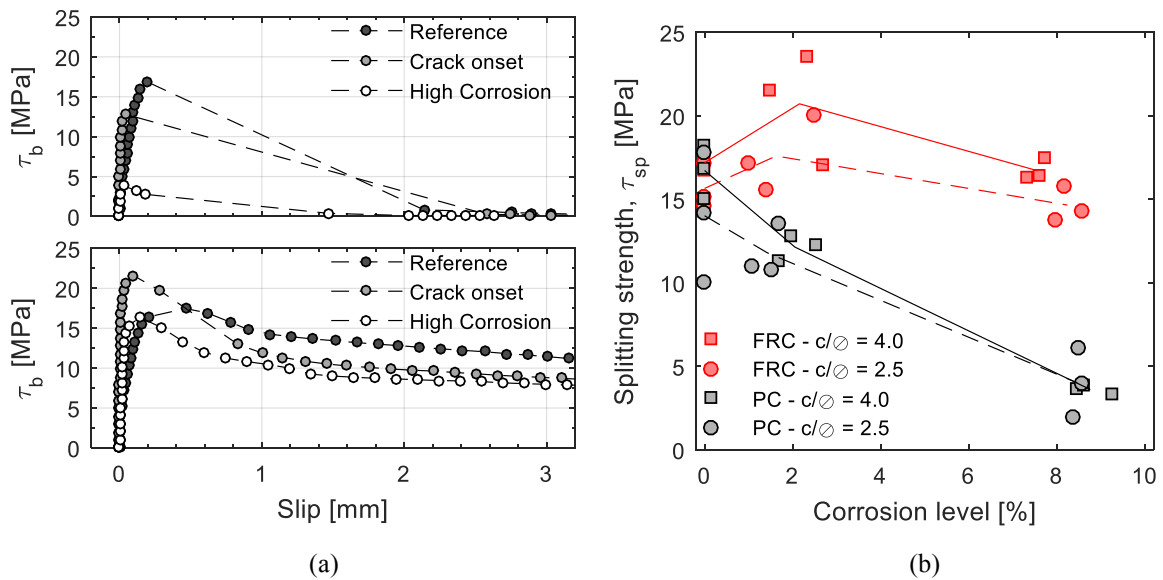 25
20
15
10
5
0
τb [MPa]
Reference
Crack onset
High Corrosion
25
20
15
10
5
0
τb [MPa]
Reference
Crack onset
High Corrosion
0 1 2 3
Slip [mm]
(a)
25
20
15
10
5
0
Splitting strength, τsp [MPa]
FRC - c/∅ = 4.0
FRC - c/∅ = 2.5
PC - c/∅ = 4.0
PC - c/∅ = 2.5
0 2 4 6 8 10
Corrosion level [%]
(b)